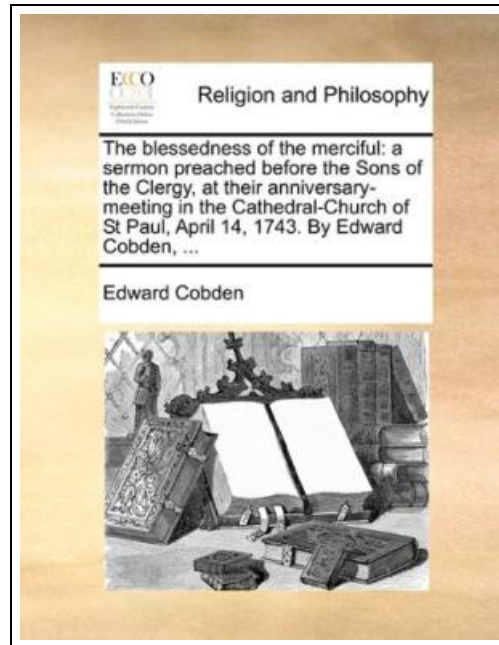 ECCO
Religion and Philosophy
The blessedness of the merciful: a
sermon preached before the Sons of
the Clergy, at their anniversary-
meeting in the Cathedral-Church of
St Paul, April 14, 1743. By Edward
Cobden, ...
Edward Cobden